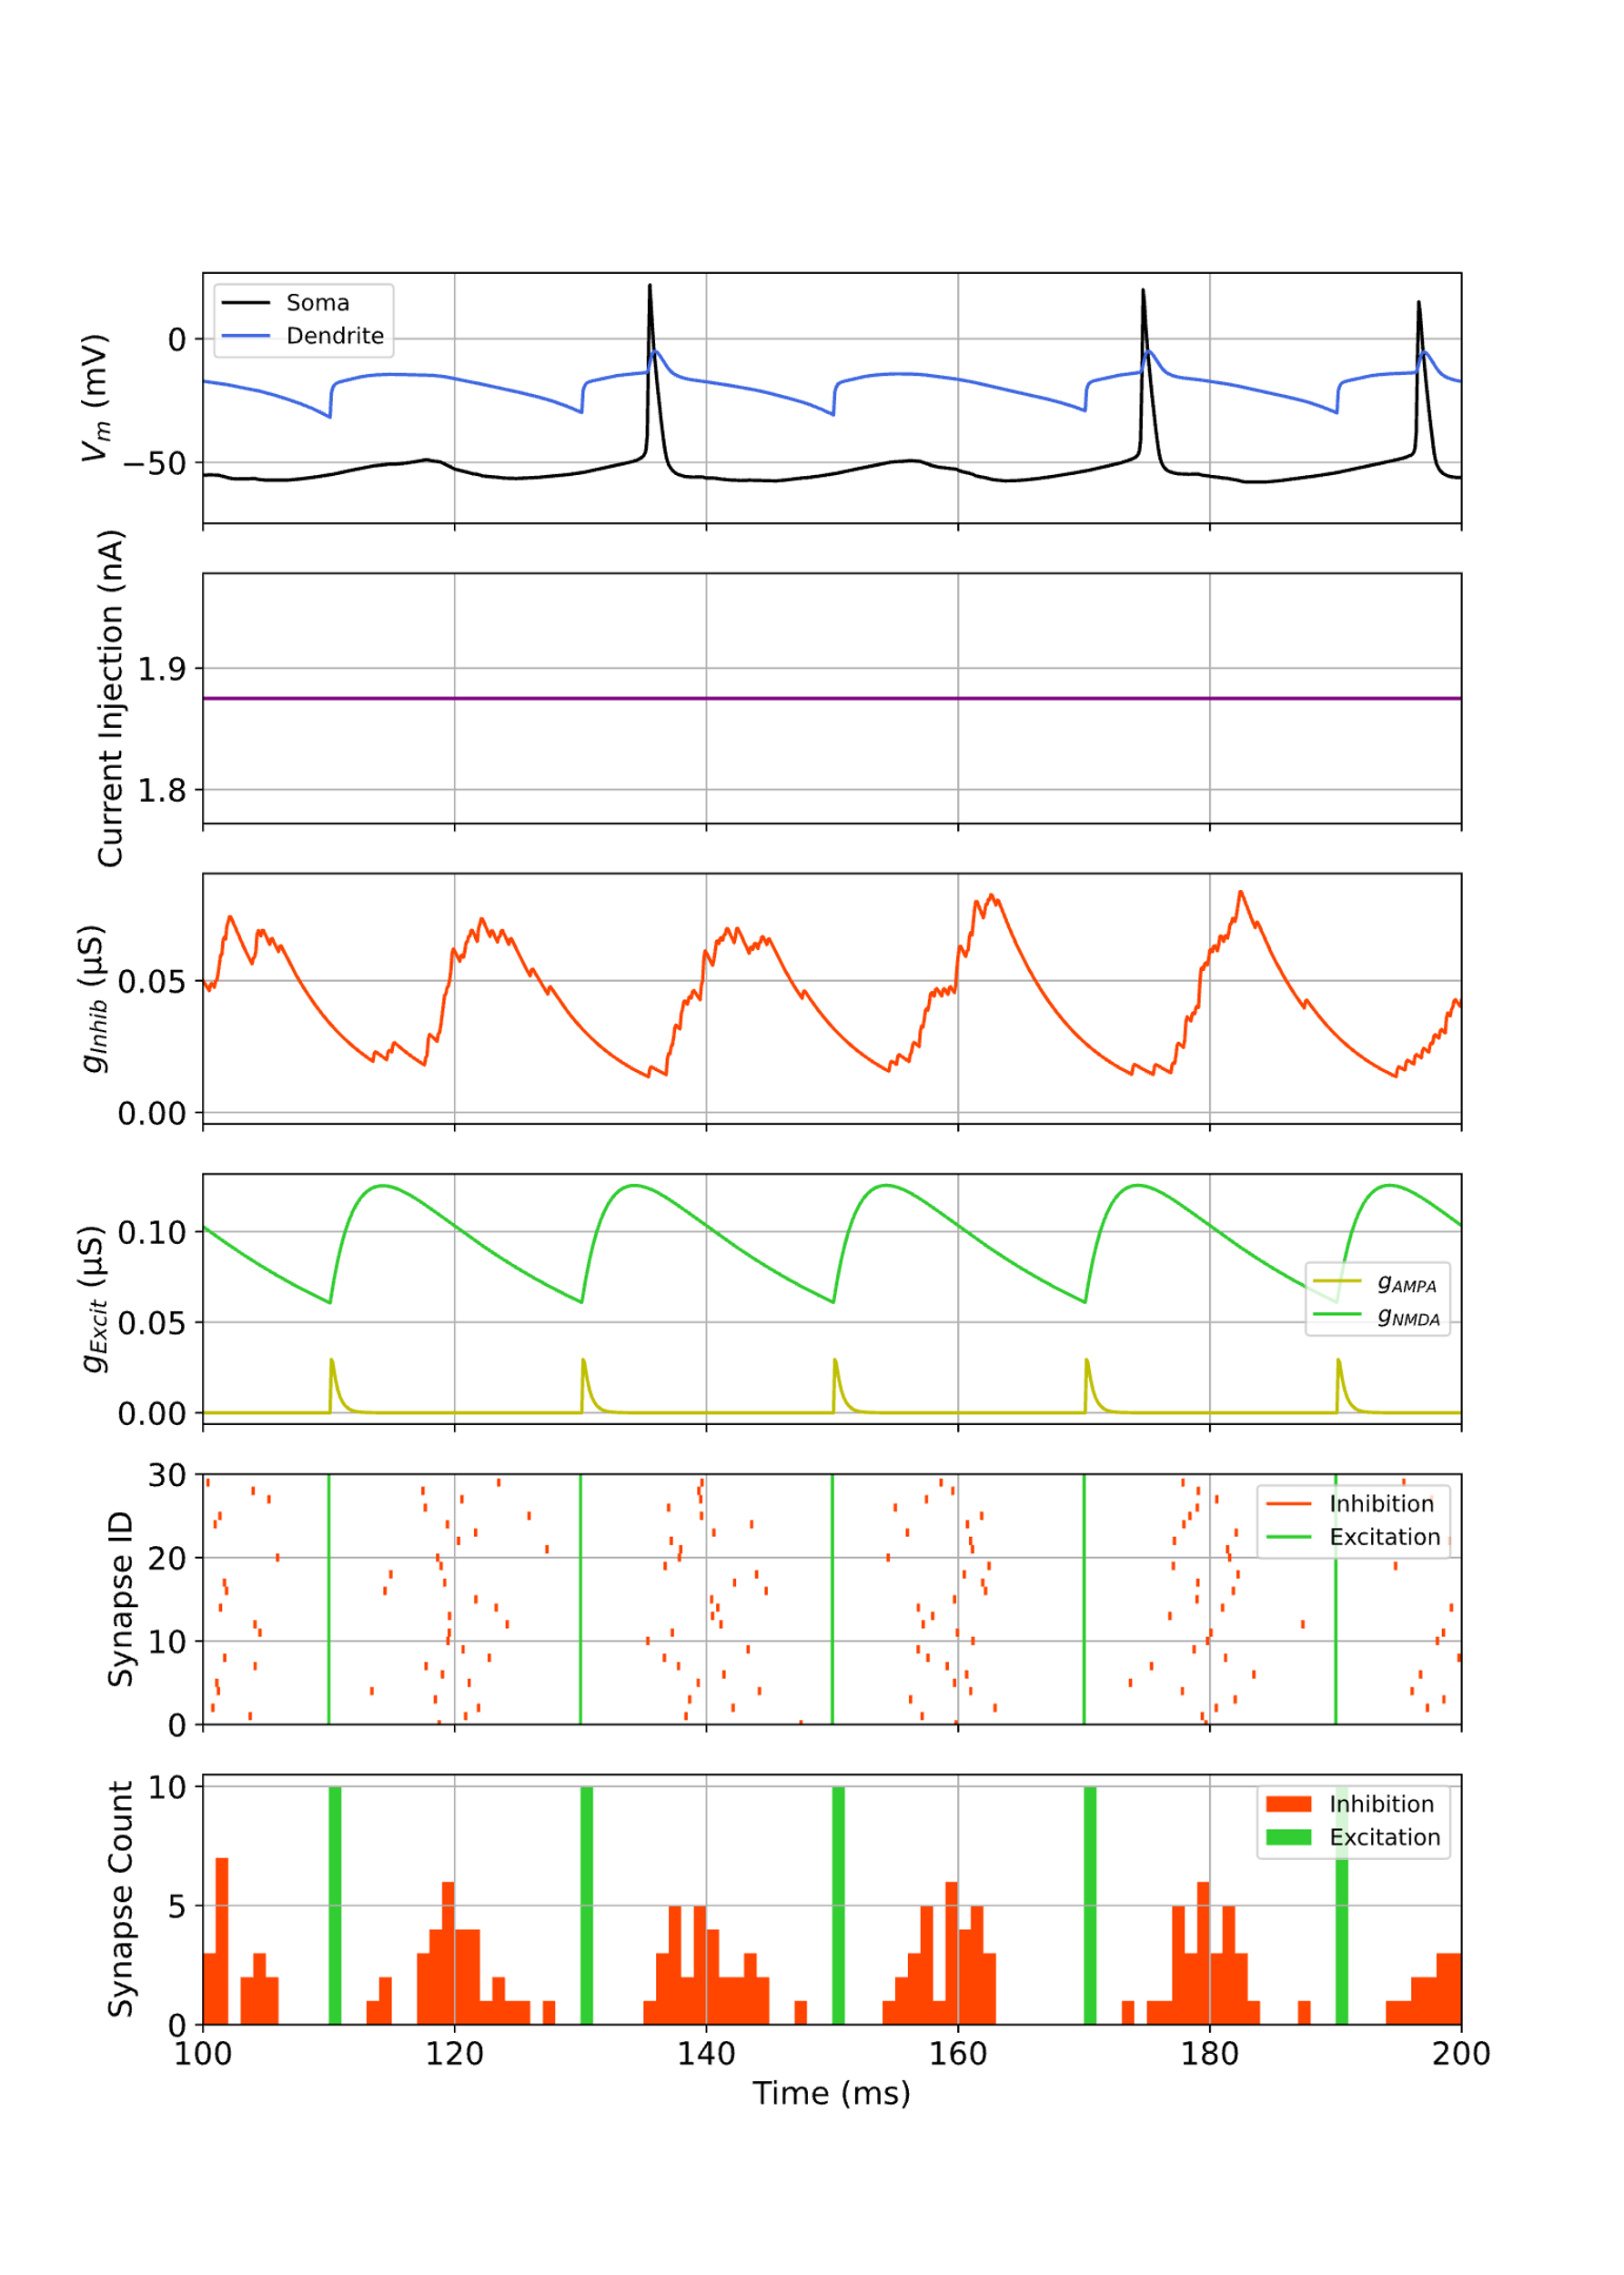 Soma
Dendrite
V_m (mV)
0
−50
Current Injection (nA)
1.9
1.8
g_Inhib (µS)
0.05
0.00
g_Excit (µS)
0.10
0.05
0.00
g_AMPA
g_NMDA
Synapse ID
30
20
10
0
Inhibition
Excitation
Synapse Count
10
5
0
Inhibition
Excitation
100 120 140 160 180 200
Time (ms)